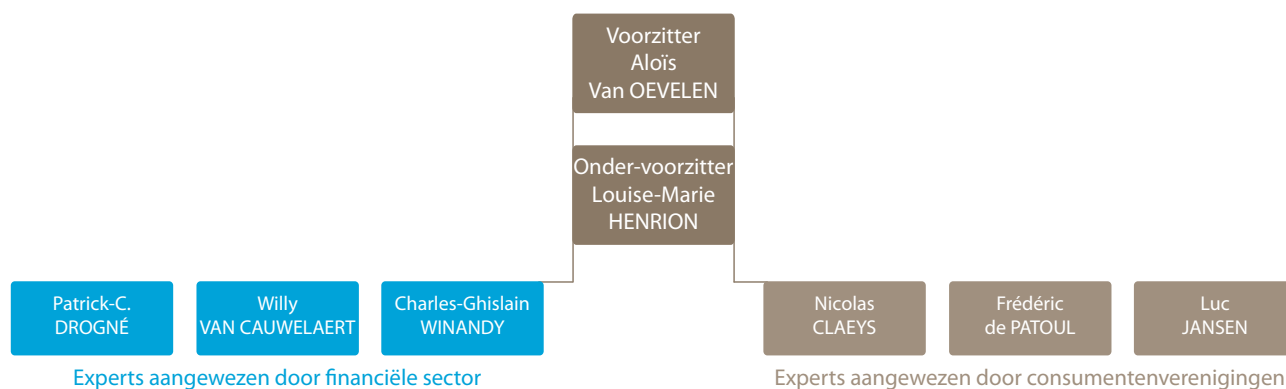 Voorzitter
Aloïs
Van OEVELEN
Onder-voorzitter
Louise-Marie
HENRION
Patrick-C.
DROGNÉ
Willy
VAN CAUWELAERT
Charles-Ghislain
WINANDY
Nicolas
CLAEYS
Frédéric
de PATOUL
Luc
JANSEN
Experts aangewezen door financiële sector
Experts aangewezen door consumentenverenigingen